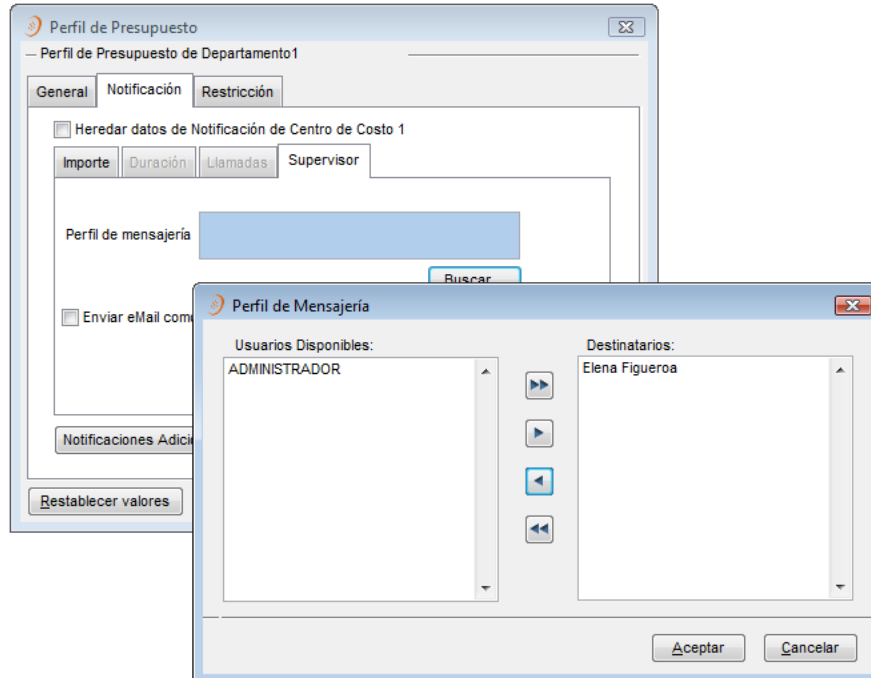 Perfil de Presupuesto
Perfil de Presupuesto de Departamento1
General Notificación Restricción
Heredar datos de Notificación de Centro de Costo 1
Importe Duración Llamadas Supervisor
Perfil de mensajería
Buscar...
Enviar eMail com
Notificaciones Adici
Restablecer valores
Perfil de Mensajería
Usuarios Disponibles: Destinatarios:
ADMINISTRADOR Elena Figueroa
Aceptar Cancelar